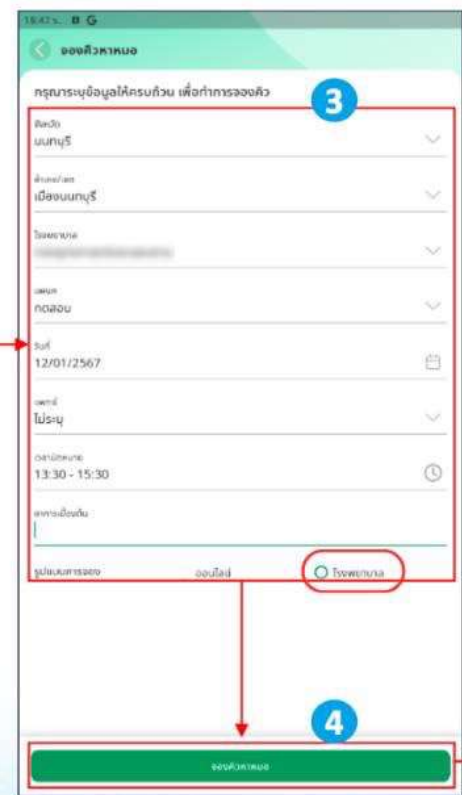 18:47 น. B G
จองคิวหาหมอ
กรุณาระบุข้อมูลให้ครบถ้วน เพื่อทำการจองคิว
3
จังหวัด
นนทบุรี
อำเภอ/เขต
เมืองนนทบุรี
โรงพยาบาล
แผนก
ทดสอบ
วันที่
12/01/2567
แพทย์
ไม่ระบุ
เวลานัดหมาย
13:30 - 15:30
อาการเบื้องต้น
รูปแบบการจอง ออนไลน์ โรงพยาบาล
4
จองคิวหาหมอ